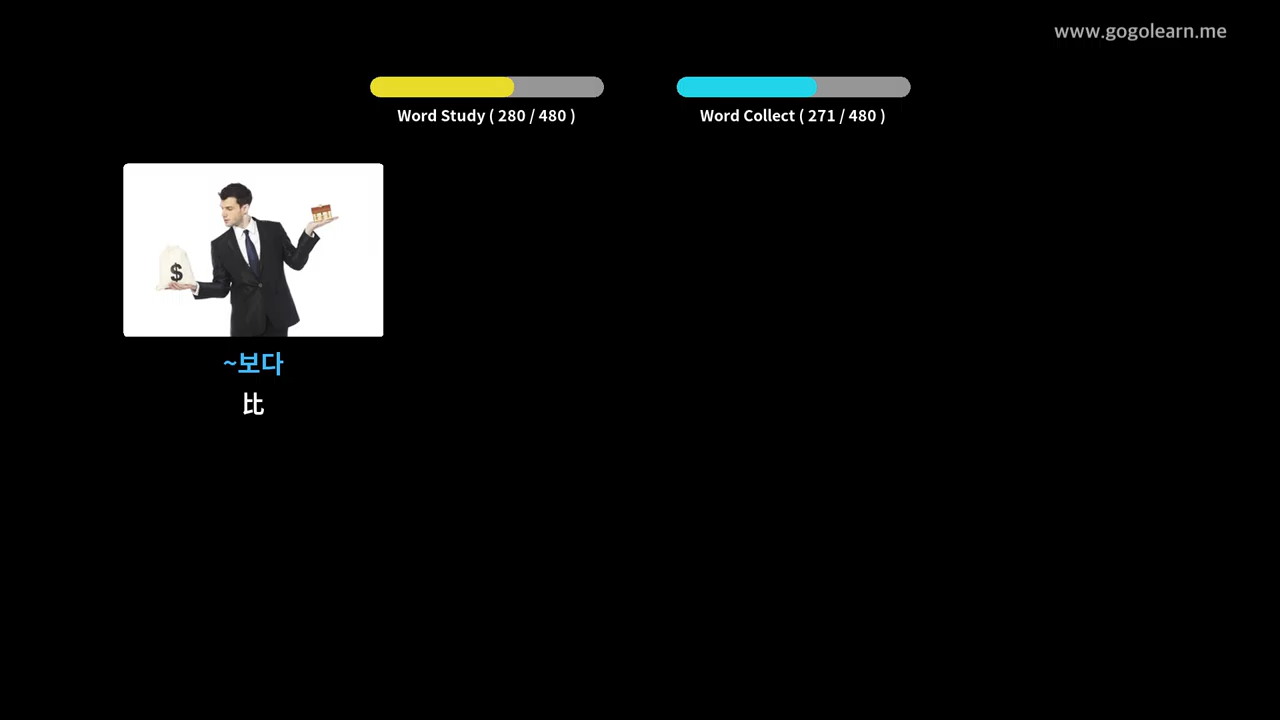 www.gogolearn.me
Word Study ( 280 / 480 )
Word Collect ( 271 / 480 )
$
~보다
比